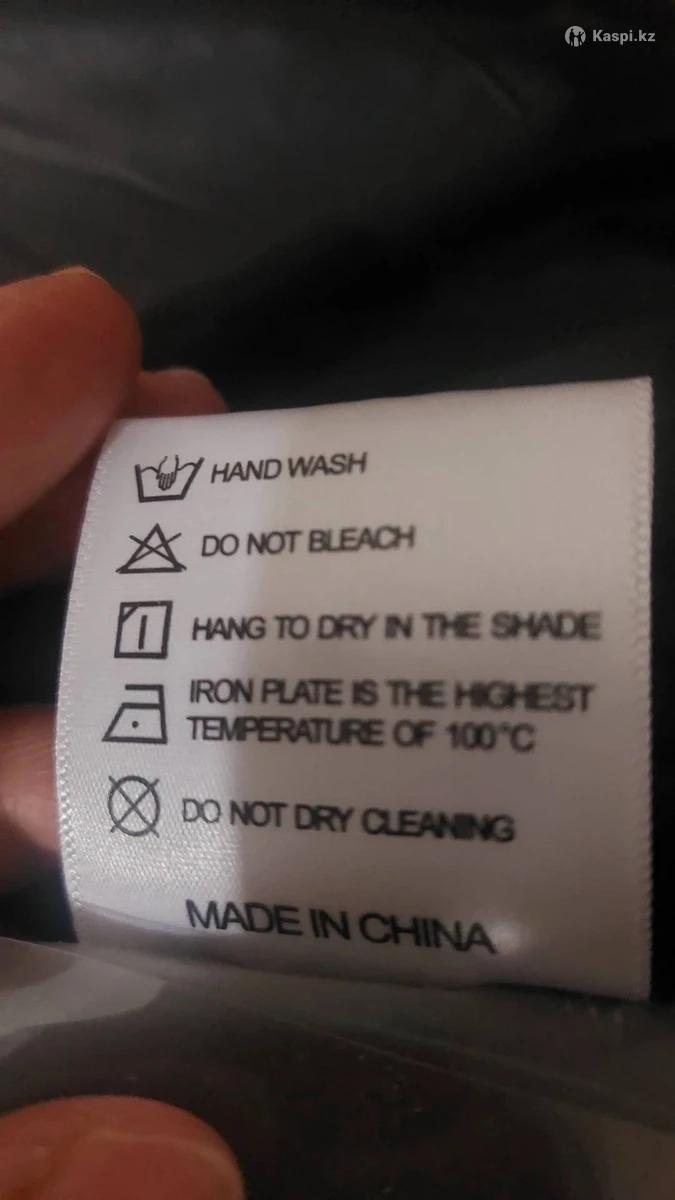 Kaspi.kz
HAND WASH
DO NOT BLEACH
HANG TO DRY IN THE SHADE
IRON PLATE IS THE HIGHEST
TEMPERATURE OF 100°C
DO NOT DRY CLEANING
MADE IN CHINA